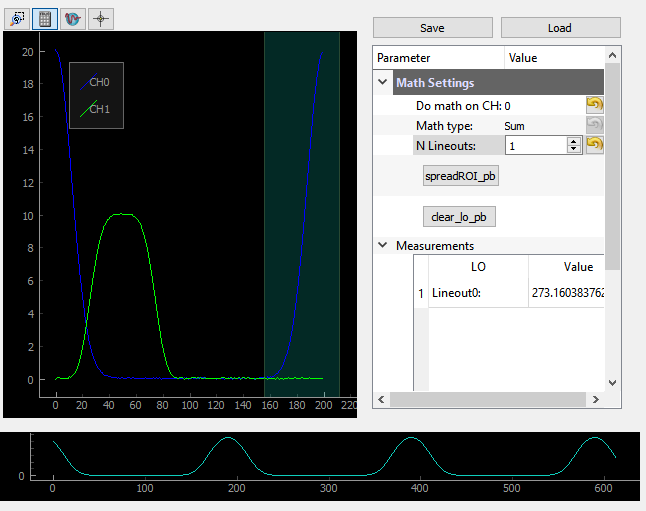 Save
Load
Parameter Value
Math Settings
Do math on CH: 0
Math type: Sum
N Lineouts: 1
spreadROI_pb
clear_lo_pb
Measurements
LO Value
1 Lineout0: 273.160383762
CH0
CH1
20
18
16
14
12
10
8
6
4
2
0
0 20 40 60 80 100 120 140 160 180 200 220
0
0 100 200 300 400 500 600